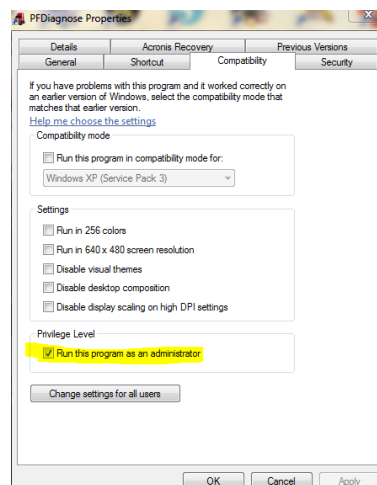 PFDiagnose Properties
Details Acronis Recovery Previous Versions
General Shortcut Compatibility Security
If you have problems with this program and it worked correctly on
an earlier version of Windows, select the compatibility mode that
matches that earlier version.
Help me choose the settings
Compatibility mode
Run this program in compatibility mode for:
Windows XP (Service Pack 3)
Settings
Run in 256 colors
Run in 640 x 480 screen resolution
Disable visual themes
Disable desktop composition
Disable display scaling on high DPI settings
Privilege Level
Run this program as an administrator
Change settings for all users
OK Cancel Apply